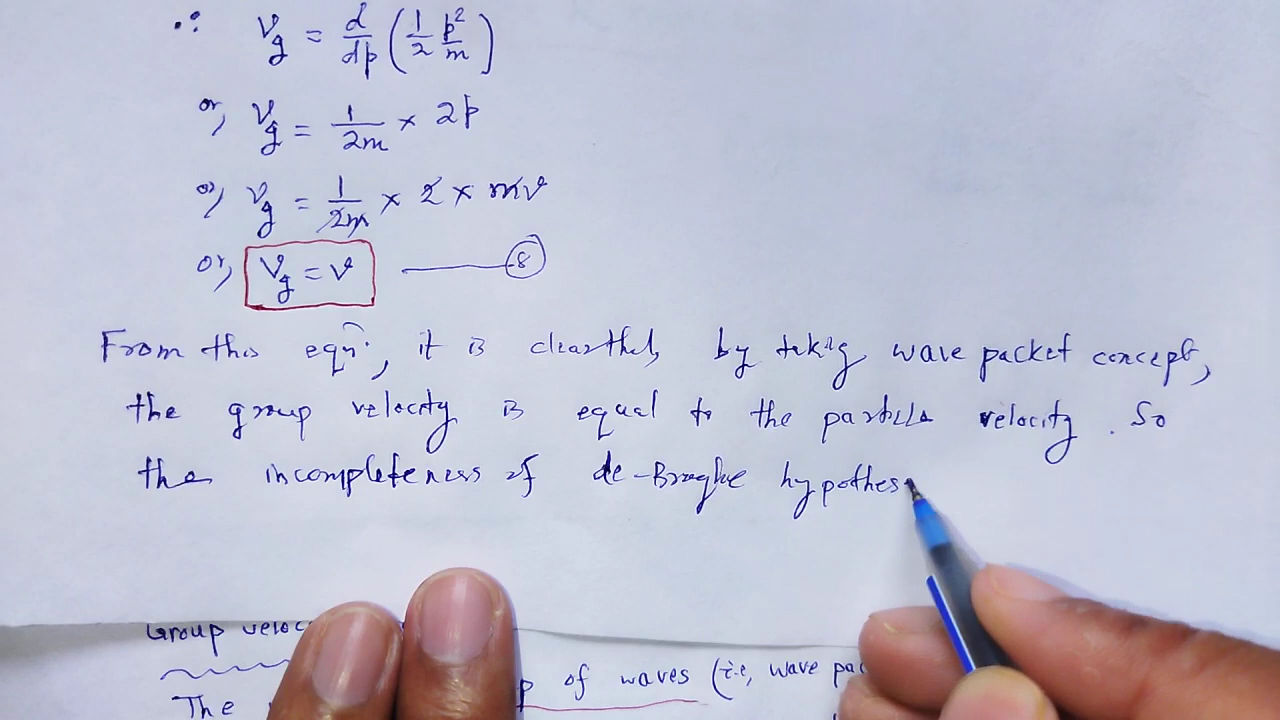 ∴ Vg = d/dp (1/2 p²/m)
or, Vg = 1/2m × 2p
or, Vg = 1/2m × 2 × mv
or, Vg = v ——— 8
From this eqn., it is clear that, by taking wave packet concept,
the group velocity is equal to the particle velocity. So
the incompleteness of de-Broglie hypothes
Group veloc
The p of waves (i.e, wave pac